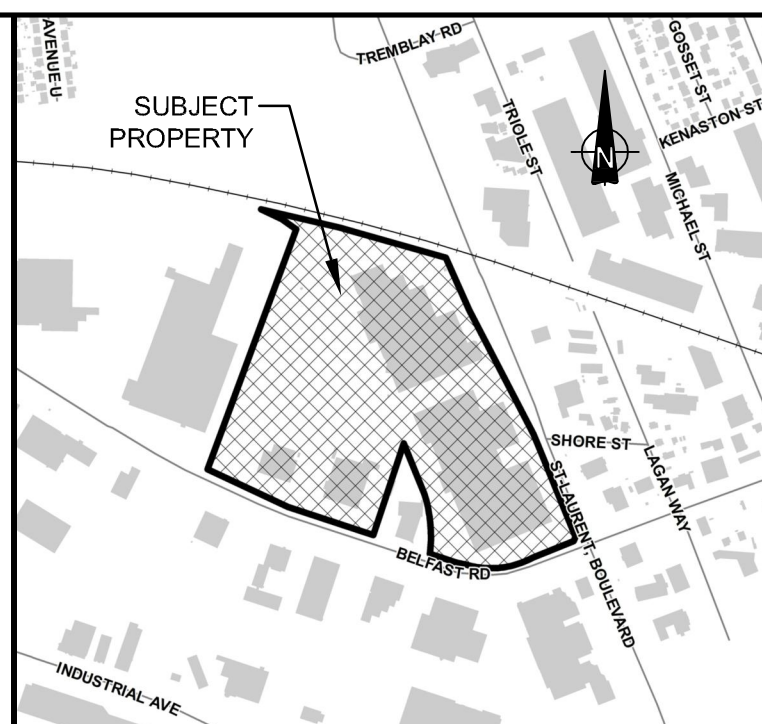 AVENUE U
TREMBLAY RD
GOSSET ST
SUBJECT
PROPERTY
TRIOLE ST
KENASTON ST
N
MICHAEL ST
SHORE ST
LAGAN WAY
ST-LAURENT, BOULEVARD
BELFAST RD
INDUSTRIAL AVE